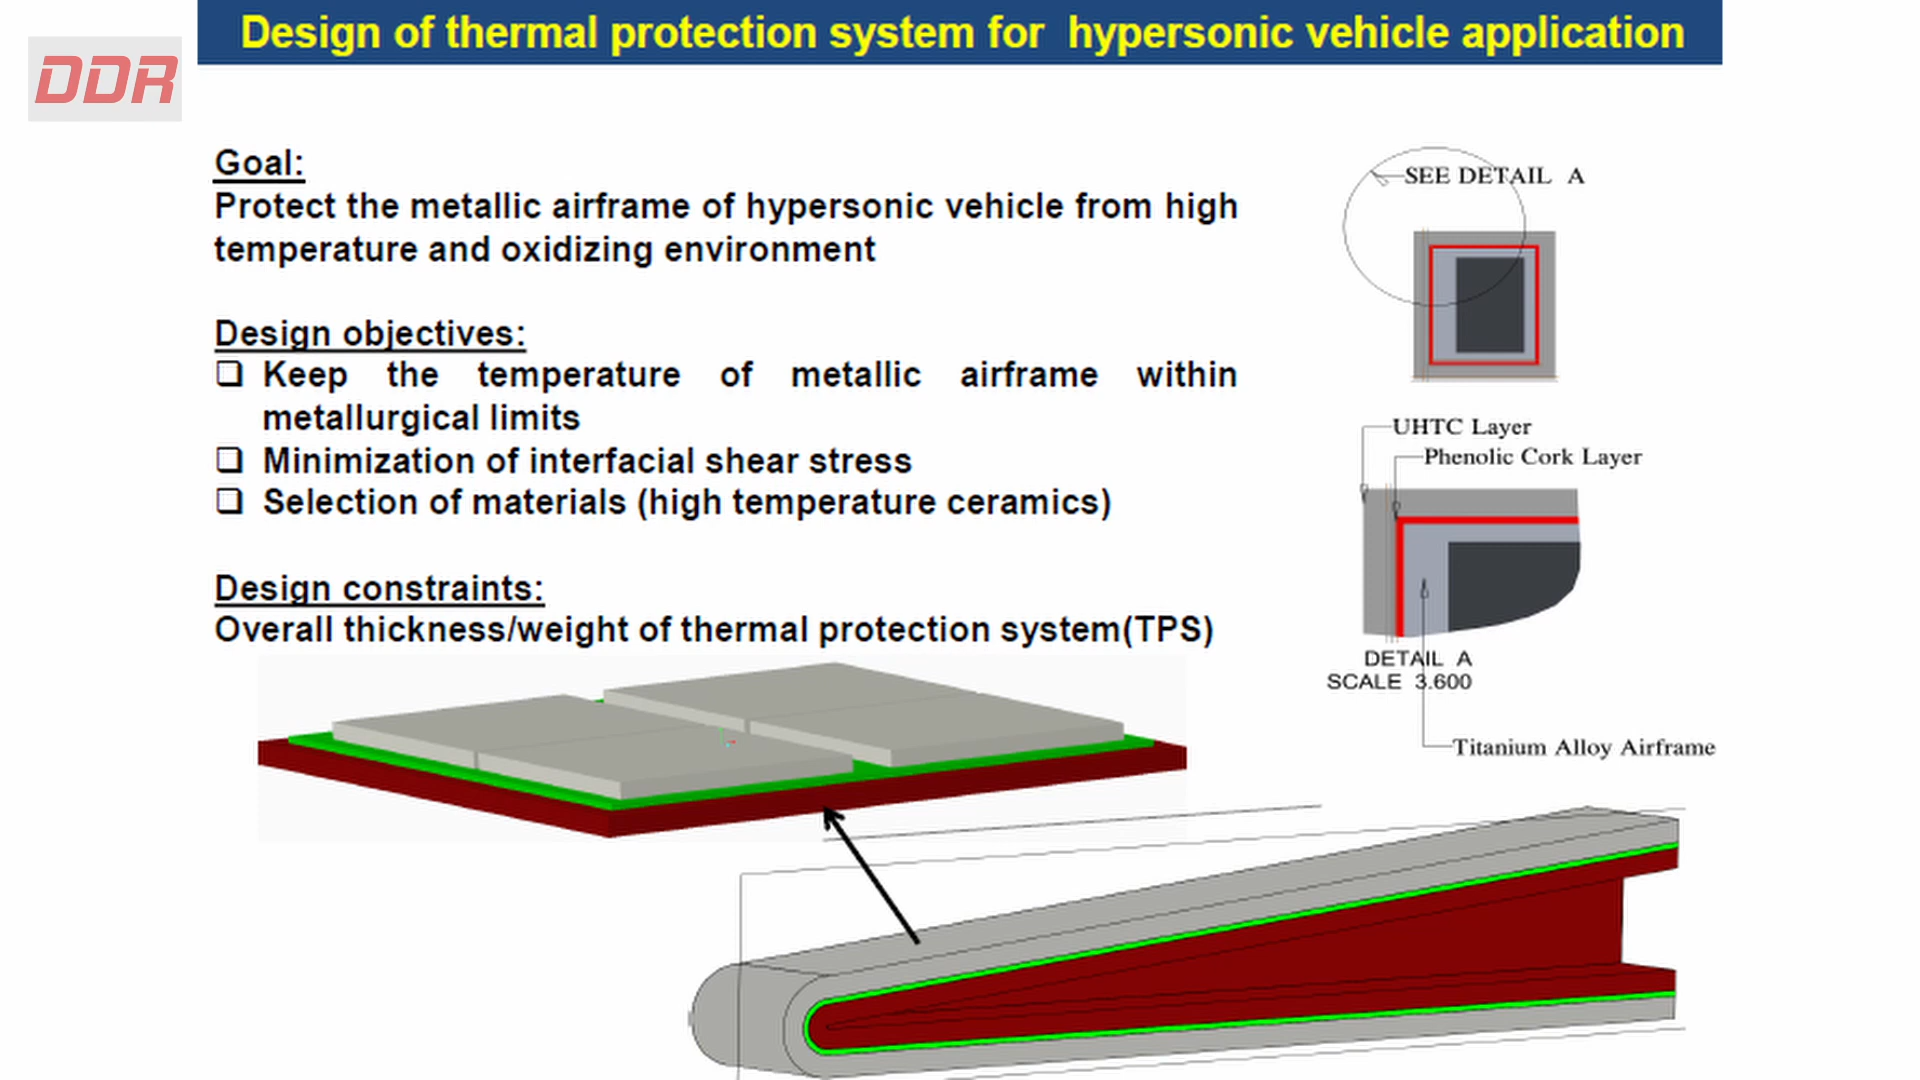 Design of thermal protection system for hypersonic vehicle application
DDR
Goal:
Protect the metallic airframe of hypersonic vehicle from high
temperature and oxidizing environment
Design objectives:
❑ Keep the temperature of metallic airframe within
metallurgical limits
❑ Minimization of interfacial shear stress
❑ Selection of materials (high temperature ceramics)
Design constraints:
Overall thickness/weight of thermal protection system(TPS)
SEE DETAIL A
UHTC Layer
Phenolic Cork Layer
DETAIL A
SCALE 3.600
Titanium Alloy Airframe